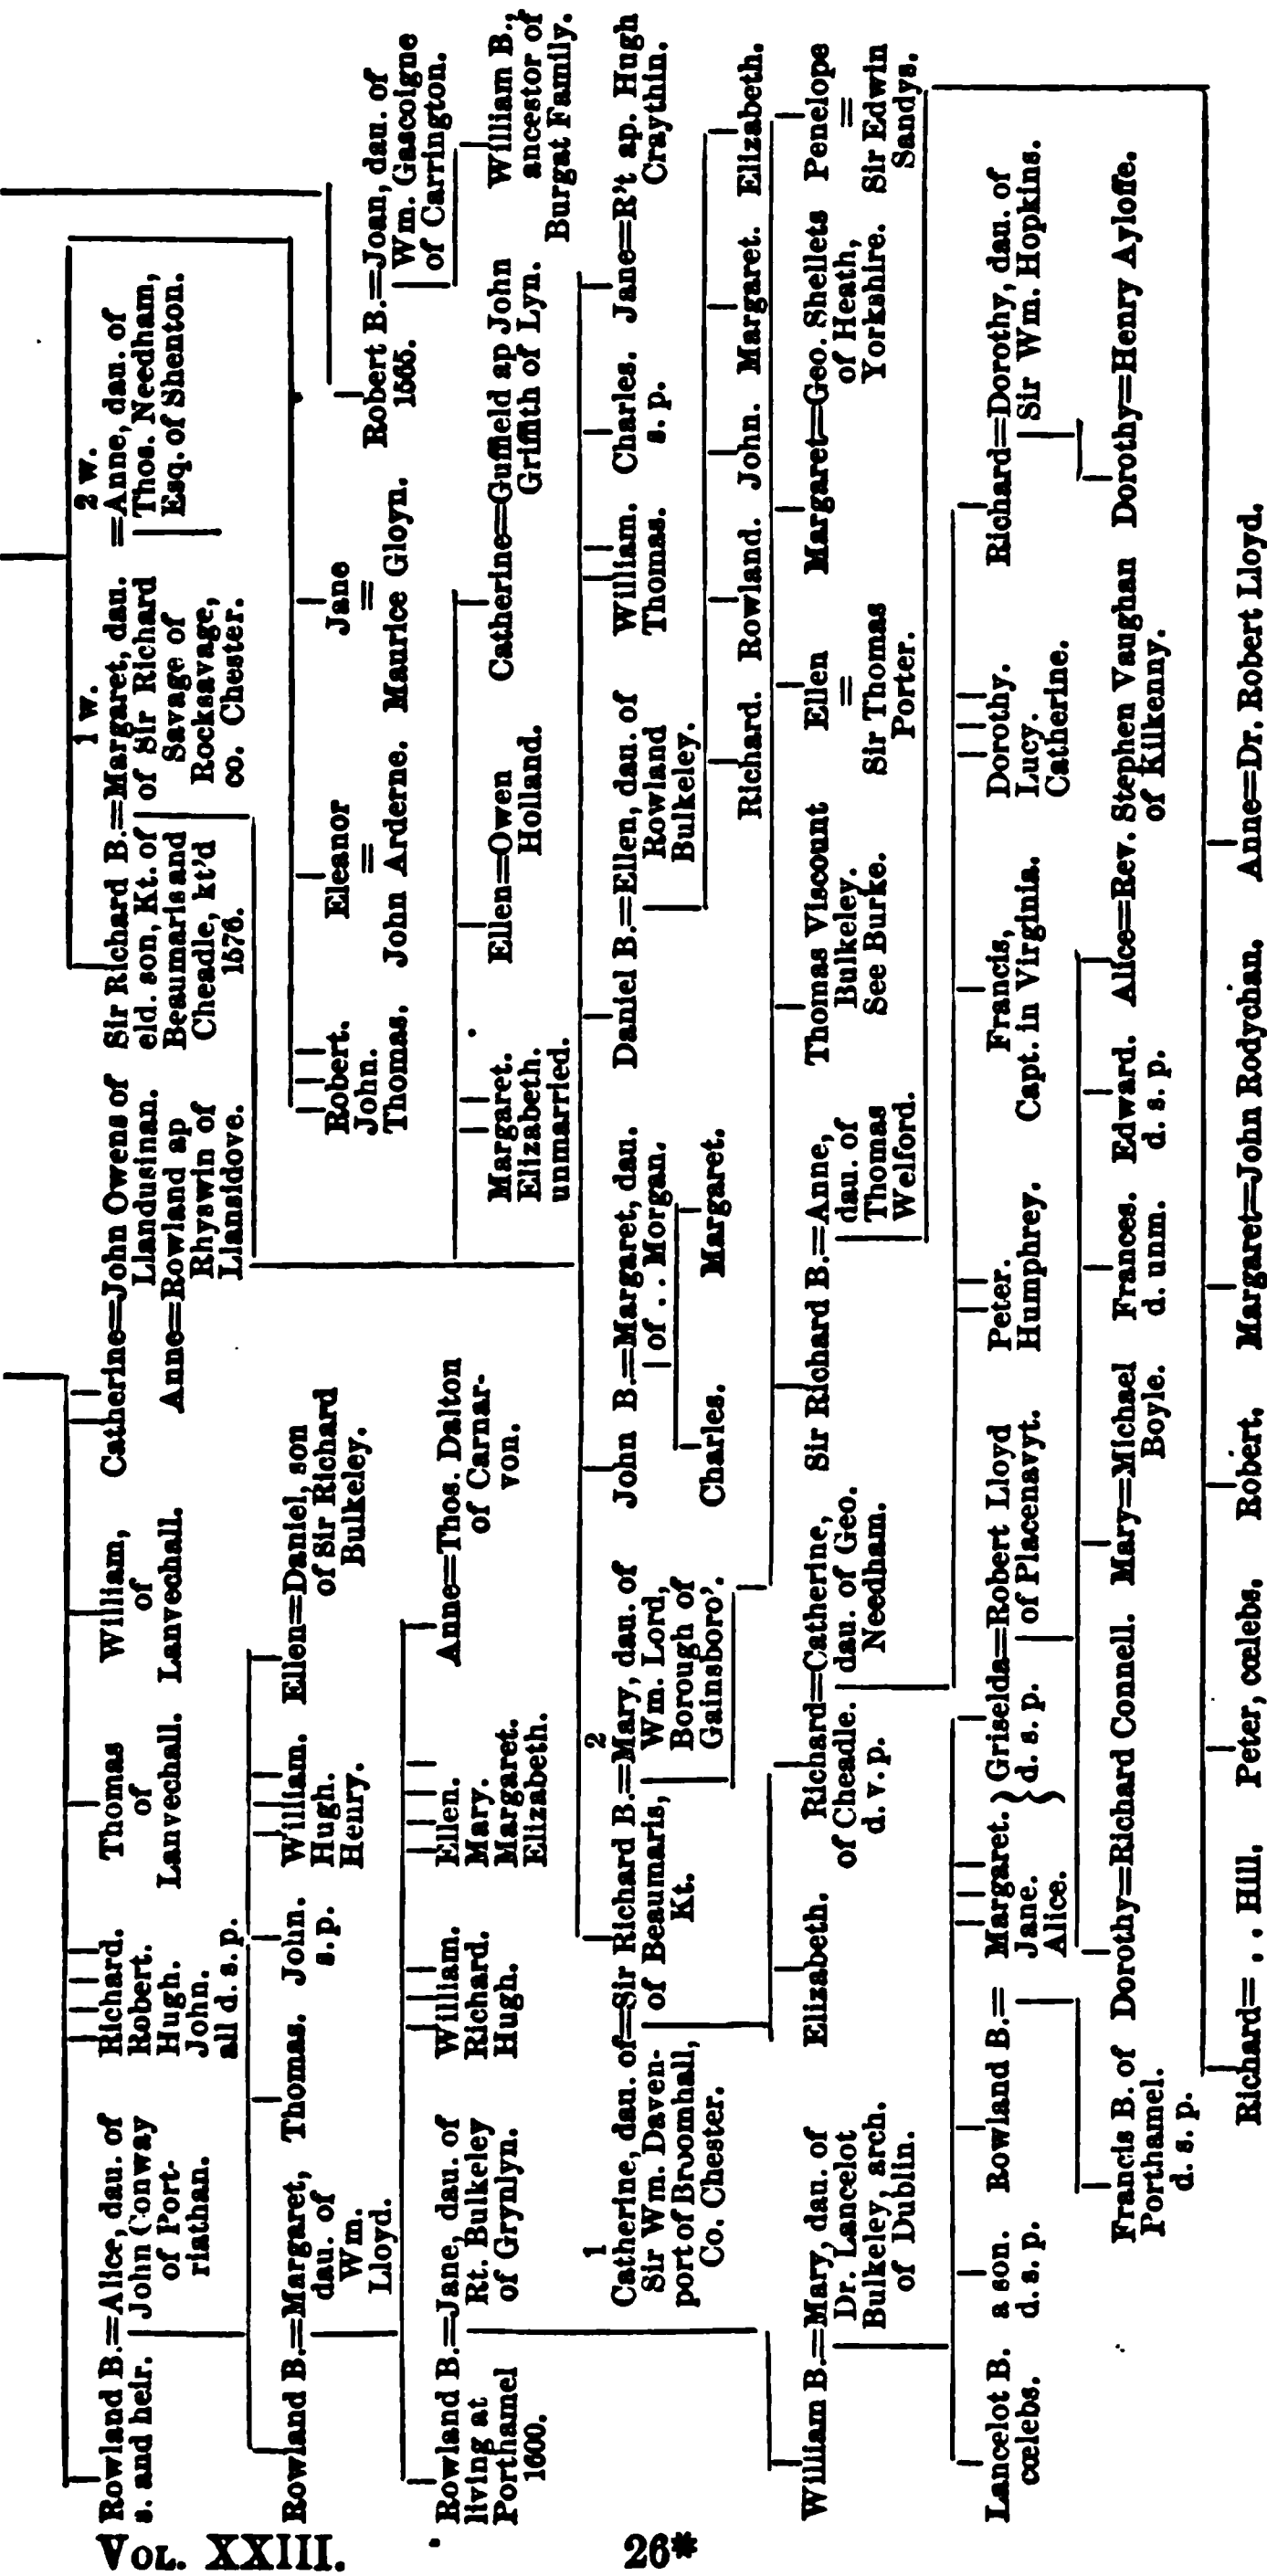 Rowland B.=Alice, dau. of
s. and heir. John Conway
of Port-
riathan.
Richard.
Robert.
Hugh.
John.
all d. s. p.
Thomas
of
Lanvechall.
William,
of
Lanvechall.
Catherine=John Owens of
Llandusinan.
Anne=Rowland ap
Rhyswin of
Llansidove.
1 w.
Sir Richard B.=Margaret, dau.
eld. son, Kt. of
Beaumaris and
Cheadle, kt'd
1576.
of Sir Richard
Savage of
Rocksavage,
co. Chester.
2 w.
=Anne, dau. of
Thos. Needham,
Esq. of Shenton.
Rowland B.=Margaret,
dau. of
Wm.
Lloyd.
Thomas.
John.
s. p.
William.
Hugh.
Henry.
Ellen=Daniel, son
of Sir Richard
Bulkeley.
Robert.
John.
Thomas.
Eleanor
=
John Arderne.
Jane
=
Maurice Gloyn.
Robert B.=Joan, dau. of
1565.
Wm. Gascoigne
of Carrington.
Rowland B.=Jane, dau. of
living at
Porthamel
1600.
Rt. Bulkeley
of Grynlyn.
William.
Richard.
Hugh.
Ellen.
Mary.
Margaret.
Elizabeth.
Anne=Thos. Dalton
of Carnar-
von.
Margaret.
Elizabeth.
unmarried.
Ellen=Owen
Holland.
Catherine=Guffield ap John
Griffith of Lyn.
William B.,
ancestor of
Burgat Family.
1
Catherine, dau. of=Sir Richard B.=Mary, dau. of
Sir Wm. Daven-
port of Broomhall,
Co. Chester.
of Beaumaris,
Kt.
2
Wm. Lord,
Borough of
Gainsboro'.
John B.=Margaret, dau.
of . . Morgan.
Daniel B.=Ellen, dau. of
Rowland
Bulkeley.
William.
Thomas.
Charles.
s. p.
Jane=R't ap. Hugh
Craythin.
Charles.
Margaret.
Richard.
Rowland.
John.
Margaret.
Elizabeth.
William B.=Mary, dau. of
Dr. Lancelot
Bulkeley, arch.
of Dublin.
Elizabeth.
Richard=Catherine,
of Cheadle.
d. v. p.
dau. of Geo.
Needham.
Sir Richard B.=Anne,
dau. of
Thomas
Welford.
Thomas Viscount
Bulkeley.
See Burke.
Ellen
=
Sir Thomas
Porter.
Margaret=Geo. Shellets
of Heath,
Yorkshire.
Penelope
=
Sir Edwin
Sandys.
Lancelot B.
cœlebs.
a son.
d. s. p.
Rowland B.=
Margaret.
Jane.
Alice.
Griselda=Robert Lloyd
d. s. p.
of Placenavyt.
Peter.
Humphrey.
Francis,
Capt. in Virginia.
Dorothy.
Lucy.
Catherine.
Richard=Dorothy, dau. of
Sir Wm. Hopkins.
Francis B. of
Porthamel.
d. s. p.
Dorothy=Richard Connell.
Mary=Michael
Boyle.
Frances.
d. unm.
Edward.
d. s. p.
Alice=Rev. Stephen Vaughan
of Kilkenny.
Dorothy=Henry Ayloffe.
Richard= . . Hill.
Peter, cœlebs.
Robert.
Margaret=John Rodychan.
Anne=Dr. Robert Lloyd.
VOL. XXIII.
26*